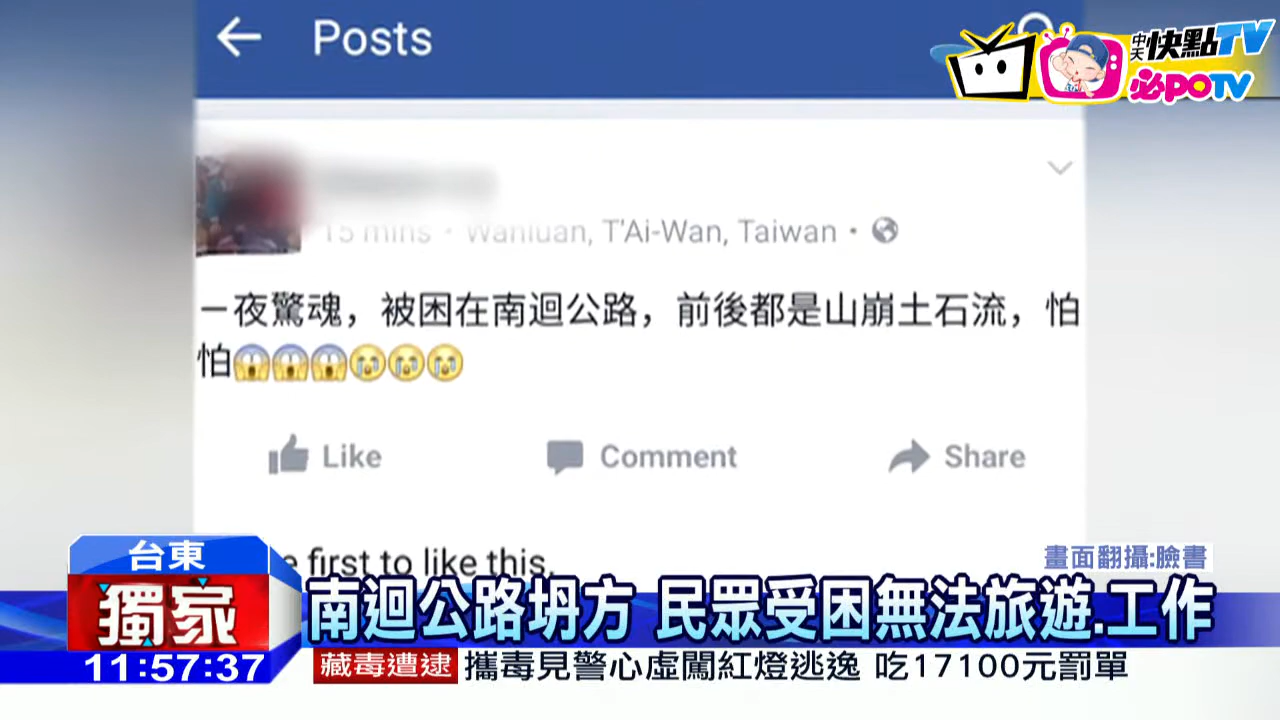 Posts
中天快點TV
必POTV
15 mins · Wanluan, T'Ai-Wan, Taiwan ·
一夜驚魂，被困在南迴公路，前後都是山崩土石流，怕
怕😱😱😱😭😭😭
Like Comment Share
first to like this.
畫面翻攝:臉書
台東
獨家
南迴公路坍方 民眾受困無法旅遊.工作
11:57:37
藏毒遭逮 攜毒見警心虛闖紅燈逃逸 吃17100元罰單